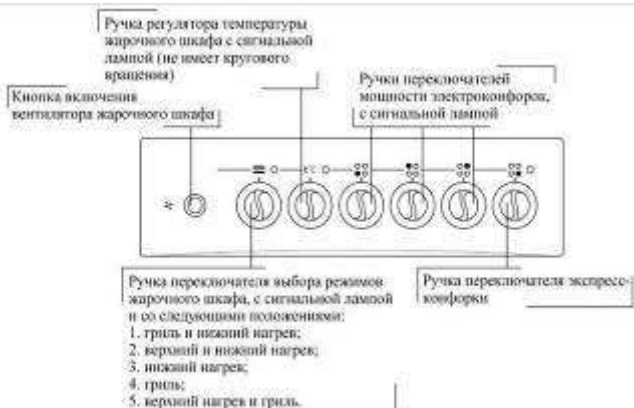 Ручка регулятора температуры
жарочного шкафа с сигнальной
лампой (не имеет кругового
вращения)
Ручки переключателей
мощности электроконфорок,
с сигнальной лампой
Кнопка включения
вентилятора жарочного шкафа
°C
Ручка переключателя выбора режимов
жарочного шкафа, с сигнальной лампой
и со следующими положениями:
1. гриль и нижний нагрев;
2. верхний и нижний нагрев;
3. нижний нагрев;
4. гриль;
5. верхний нагрев и гриль.
Ручка переключателя экспресс-
конфорки